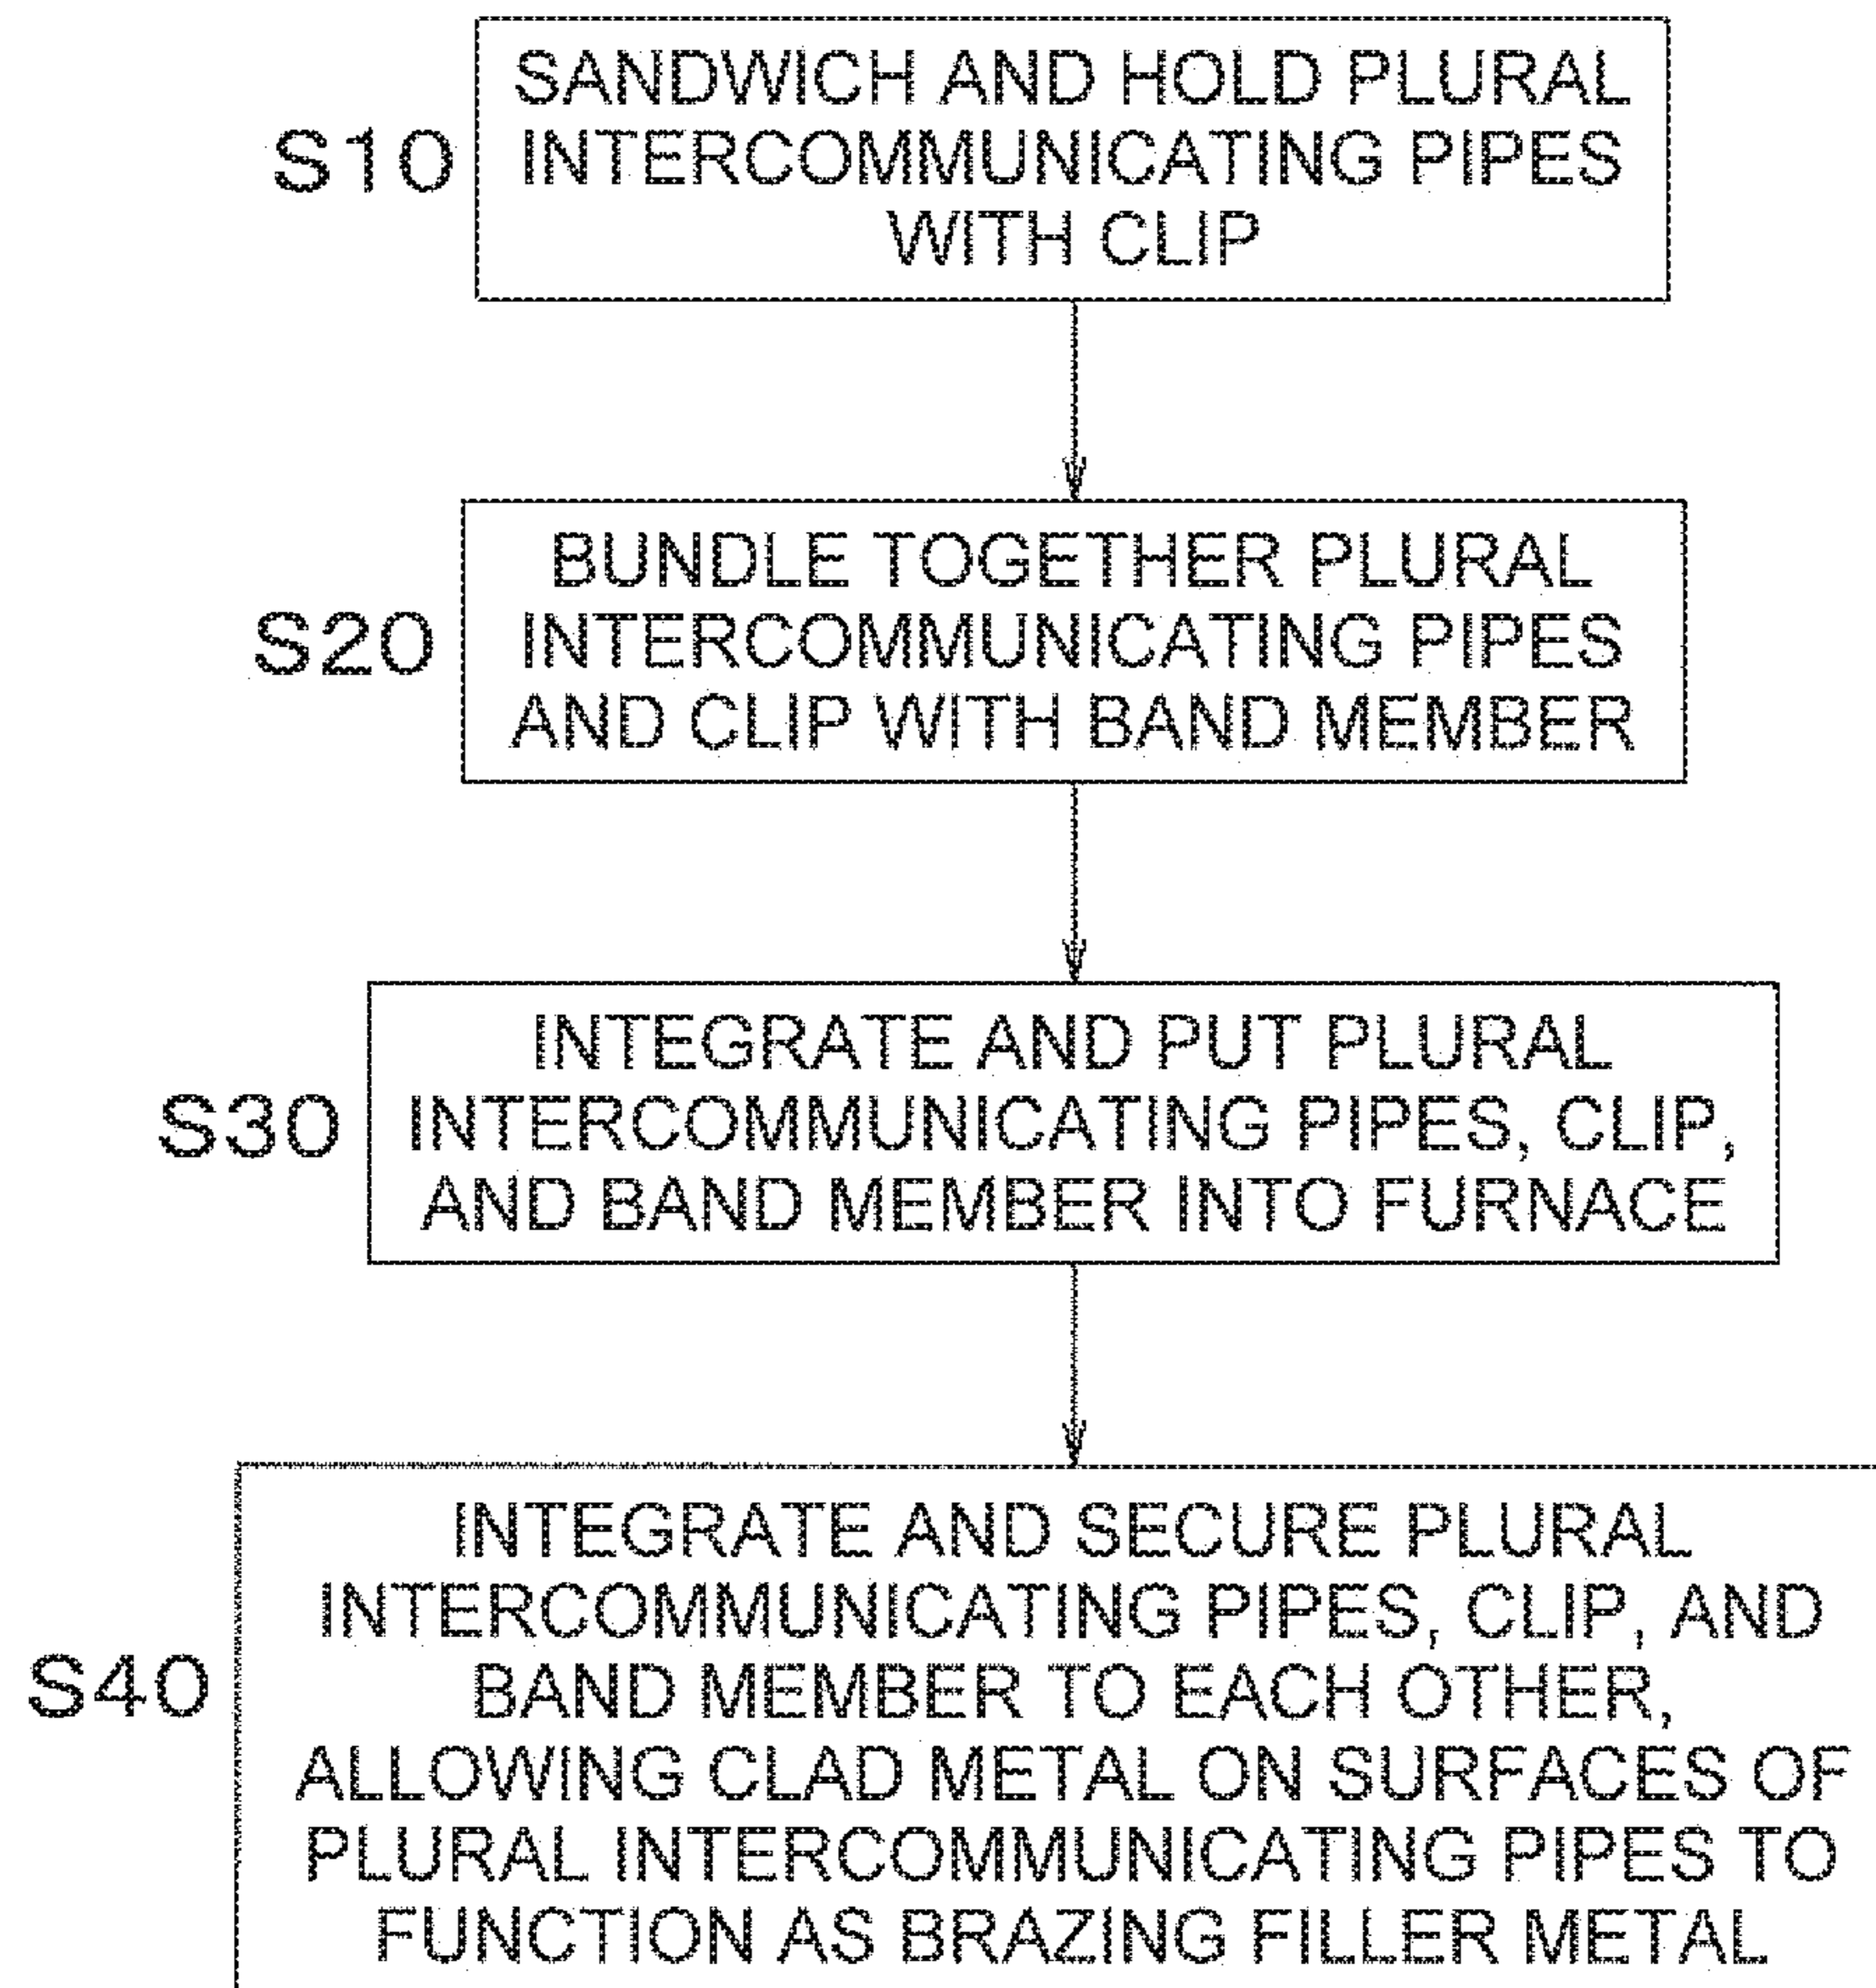 SANDWICH AND HOLD PLURAL
S10 INTERCOMMUNICATING PIPES
WITH CLIP
BUNDLE TOGETHER PLURAL
S20 INTERCOMMUNICATING PIPES
AND CLIP WITH BAND MEMBER
INTEGRATE AND PUT PLURAL
S30 INTERCOMMUNICATING PIPES, CLIP,
AND BAND MEMBER INTO FURNACE
INTEGRATE AND SECURE PLURAL
INTERCOMMUNICATING PIPES, CLIP, AND
S40 BAND MEMBER TO EACH OTHER,
ALLOWING CLAD METAL ON SURFACES OF
PLURAL INTERCOMMUNICATING PIPES TO
FUNCTION AS BRAZING FILLER METAL